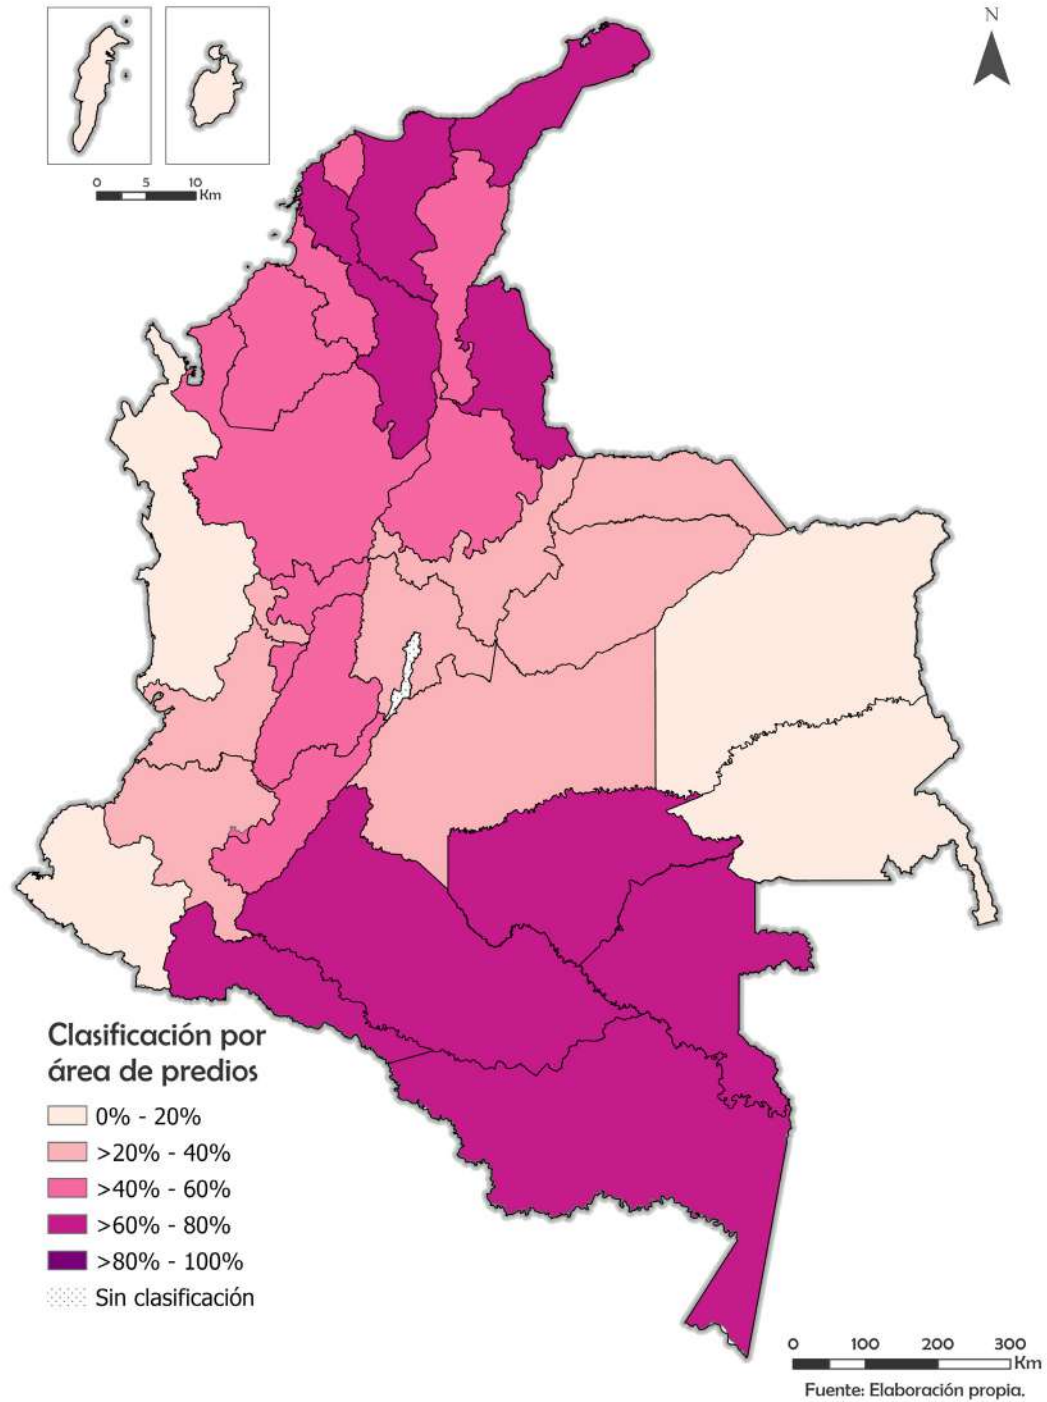 N
0 5 10
Km
Clasificación por
área de predios
0% - 20%
>20% - 40%
>40% - 60%
>60% - 80%
>80% - 100%
Sin clasificación
0 100 200 300
Km
Fuente: Elaboración propia.